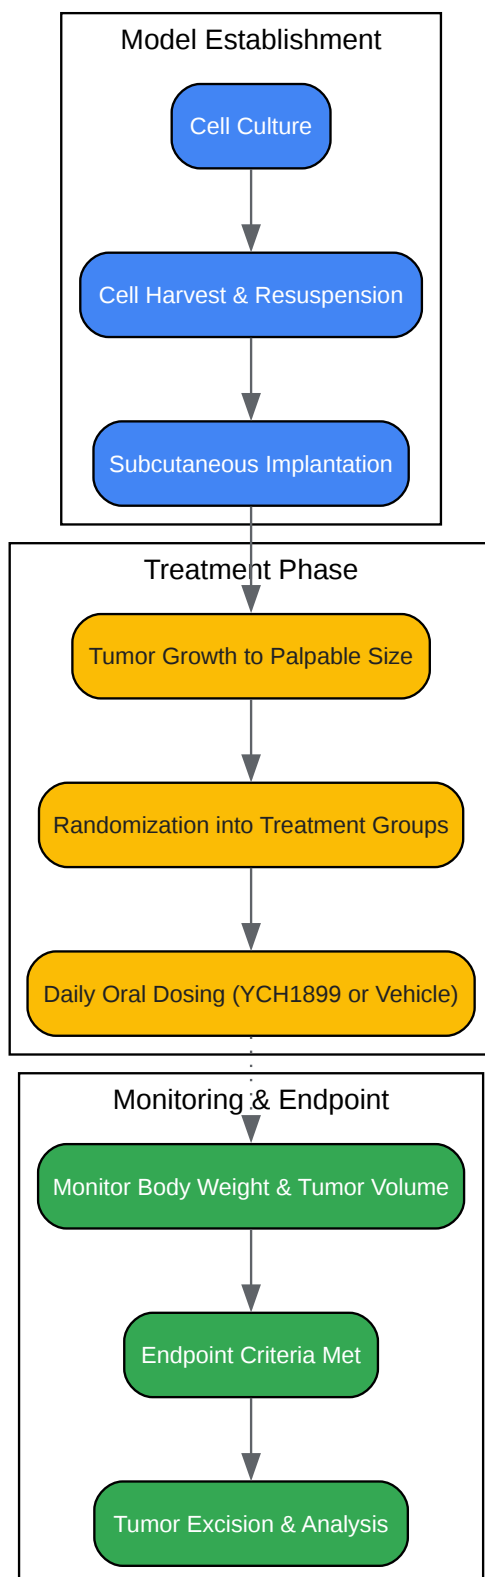 Model Establishment
Cell Culture
Cell Harvest & Resuspension
Subcutaneous Implantation
Treatment Phase
Tumor Growth to Palpable Size
Randomization into Treatment Groups
Daily Oral Dosing (YCH1899 or Vehicle)
Monitoring & Endpoint
Monitor Body Weight & Tumor Volume
Endpoint Criteria Met
Tumor Excision & Analysis